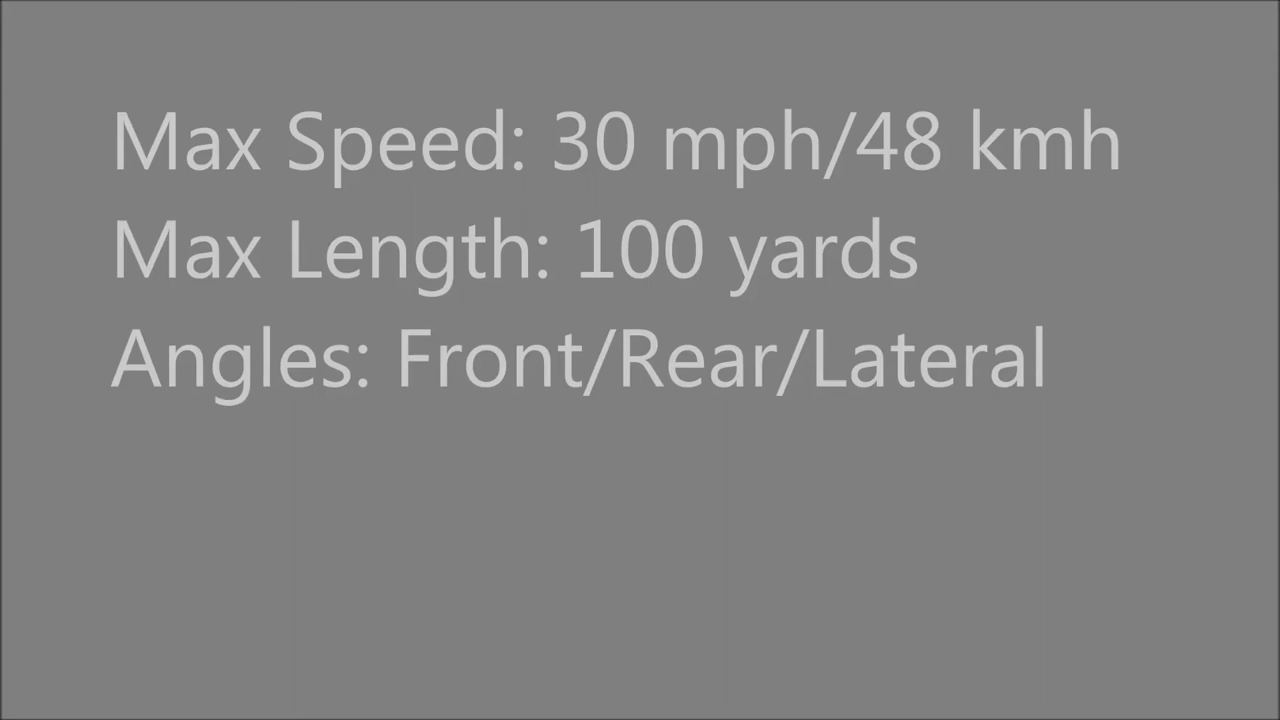 Max Speed: 30 mph/48 kmh
Max Length: 100 yards
Angles: Front/Rear/Lateral